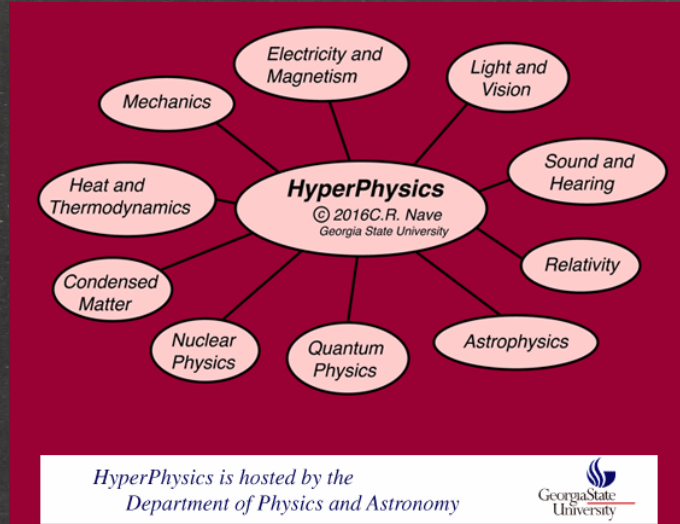 Electricity and
Magnetism
Light and
Vision
Mechanics
Sound and
Hearing
Heat and
Thermodynamics
HyperPhysics
© 2016C.R. Nave
Georgia State University
Relativity
Condensed
Matter
Nuclear
Physics
Quantum
Physics
Astrophysics
HyperPhysics is hosted by the
Department of Physics and Astronomy
GeorgiaState
University